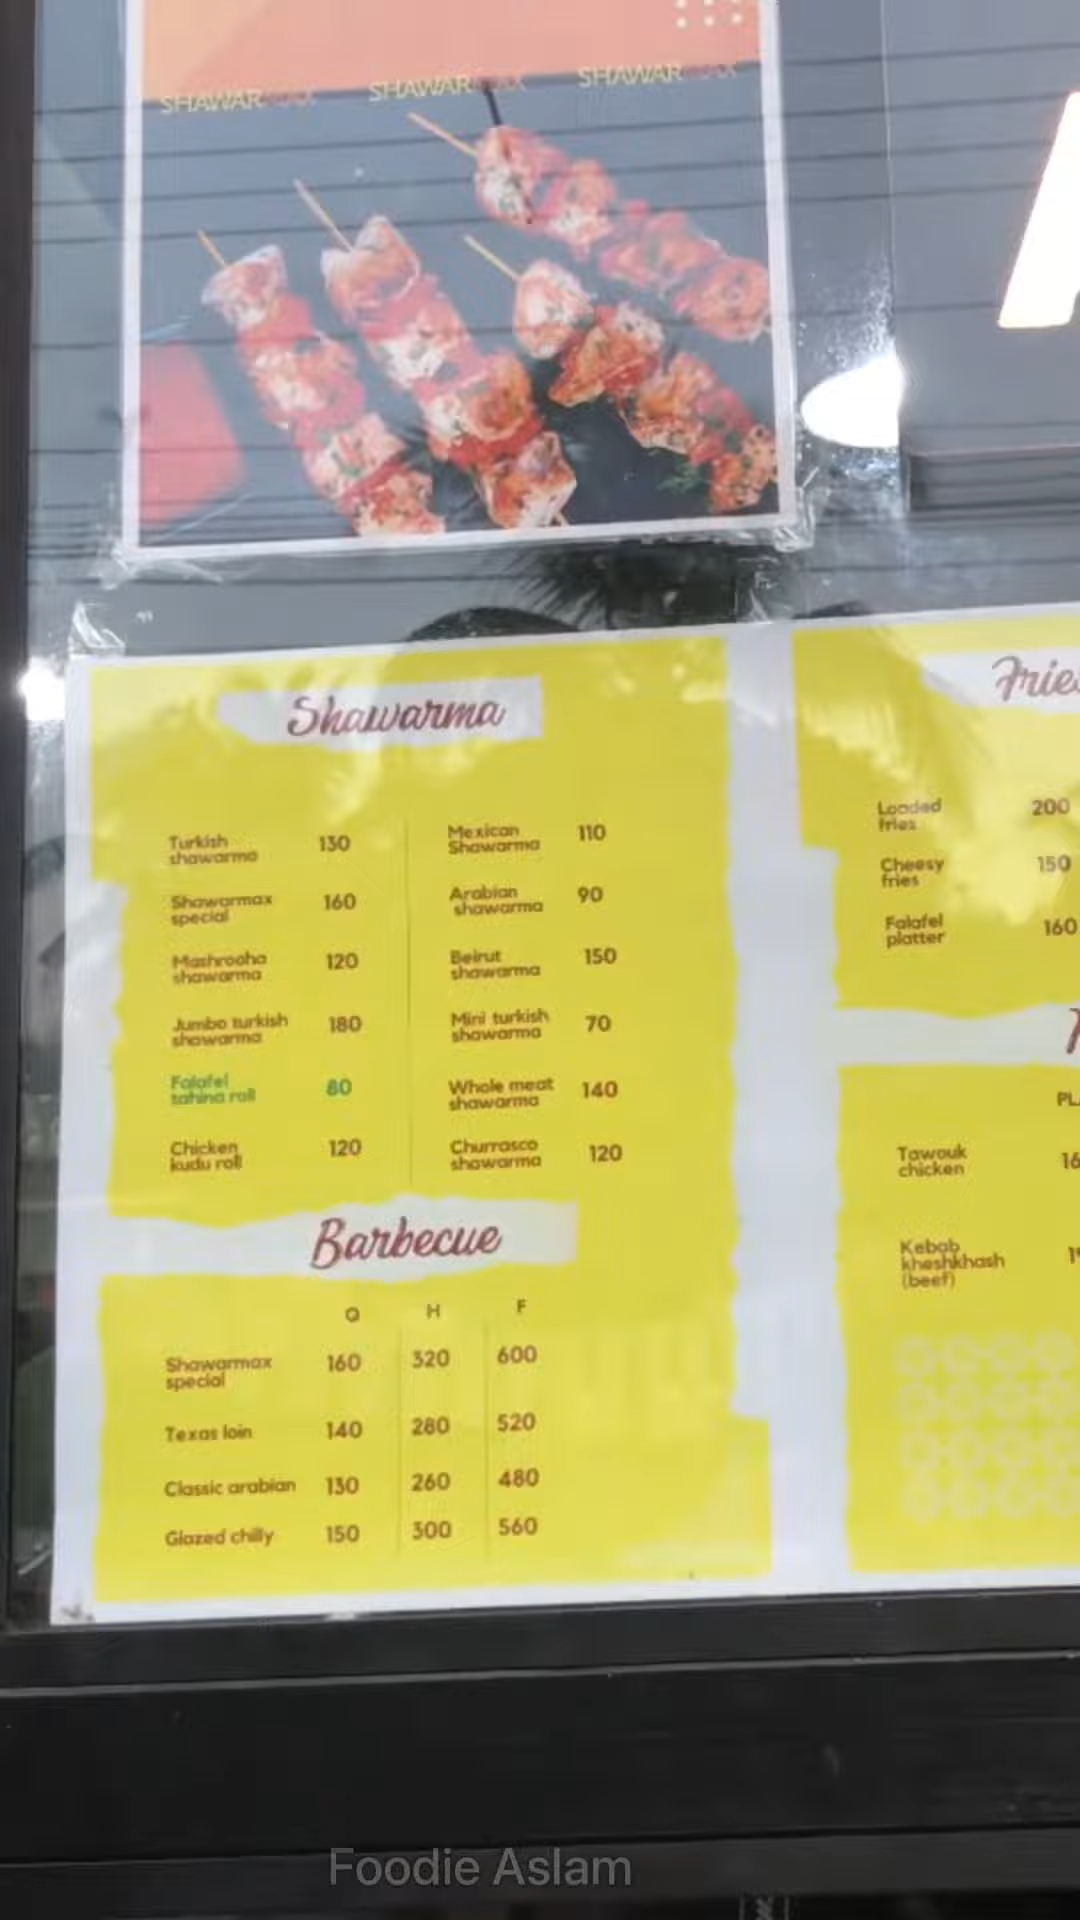 SHAWARMAX SHAWARMAX SHAWARMAX
Shawarma
Turkish
shawarma 130
Shawarmax
special 160
Mashrooha
shawarma 120
Jumbo turkish
shawarma 180
Falafel
tahina roll 80
Chicken
kudu roll 120
Mexican
Shawarma 110
Arabian
shawarma 90
Beirut
shawarma 150
Mini turkish
shawarma 70
Whole meat
shawarma 140
Churrasco
shawarma 120
Barbecue
Q H F
Shawarmax
special 160 320 600
Texas loin 140 280 520
Classic arabian 130 260 480
Glazed chilly 150 300 560
Loaded
fries 200
Cheesy
fries 150
Falafel
platter 160
Tawouk
chicken
Kebab
kheshkhash
(beef)
Foodie Aslam